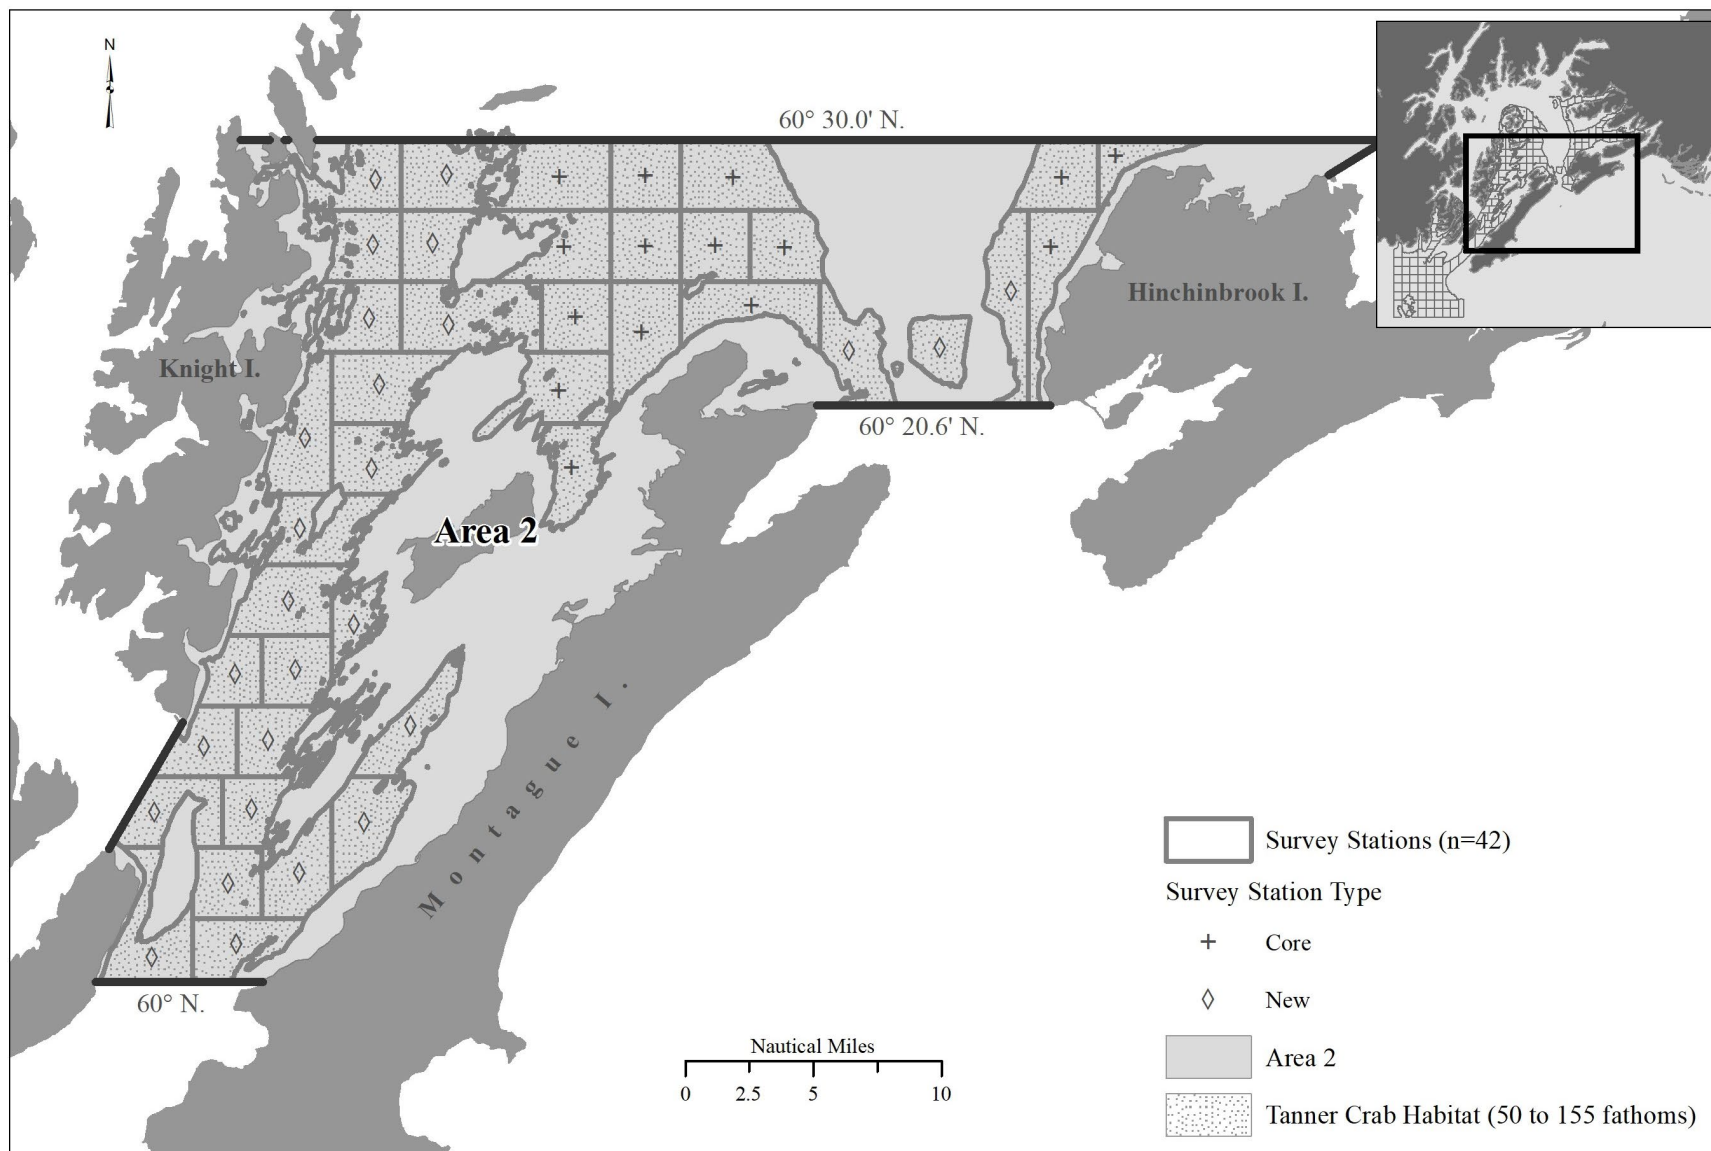 N
60° 30.0' N.
Hinchinbrook I.
Knight I.
60° 20.6' N.
Area 2
Montague I.
60° N.
Nautical Miles
0 2.5 5 10
Survey Stations (n=42)
Survey Station Type
Core
New
Area 2
Tanner Crab Habitat (50 to 155 fathoms)